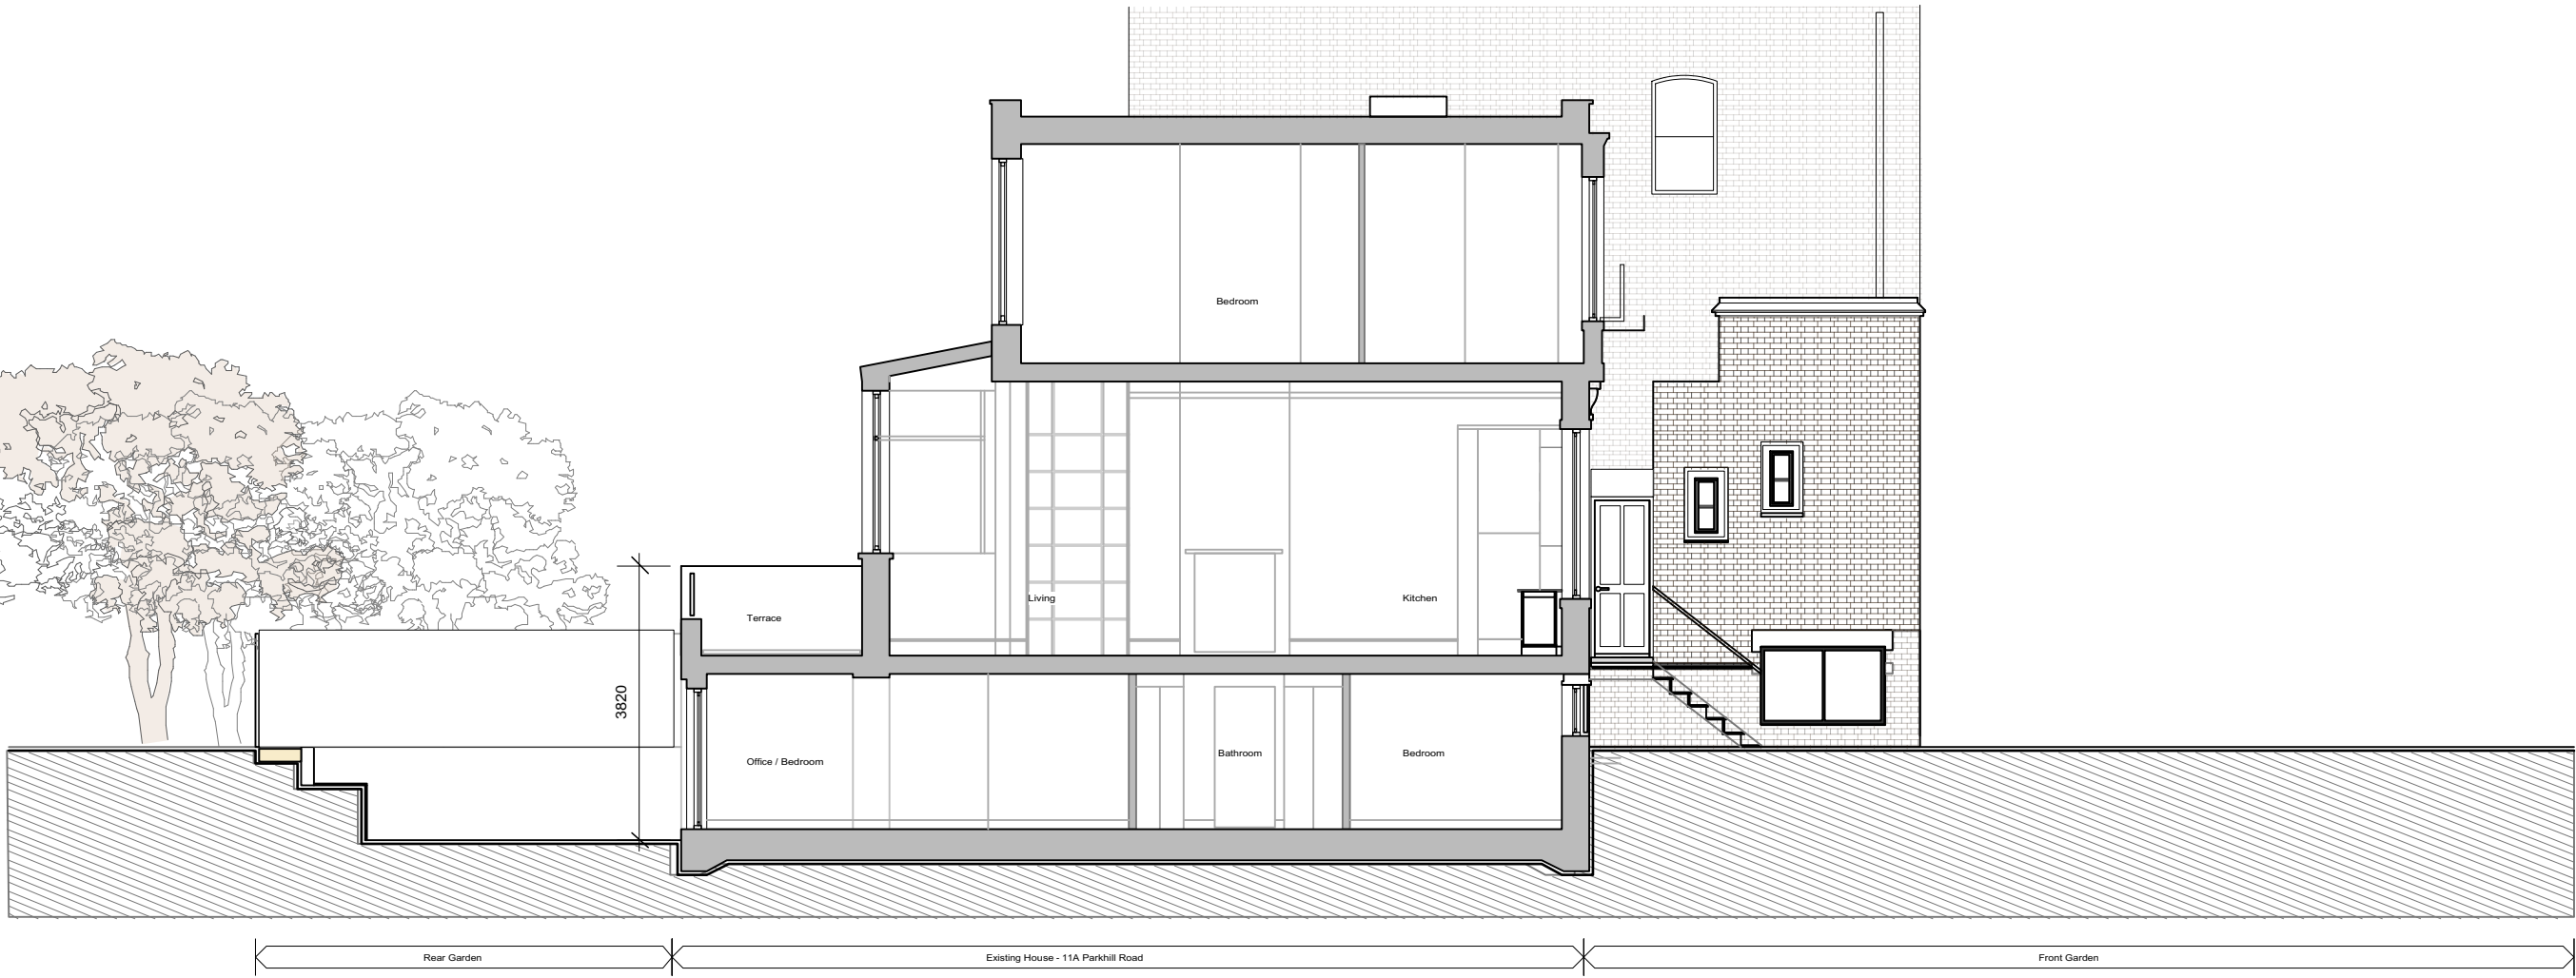 Bedroom
Living
Kitchen
Terrace
3820
Office / Bedroom
Bathroom
Bedroom
Rear Garden
Existing House - 11A Parkhill Road
Front Garden